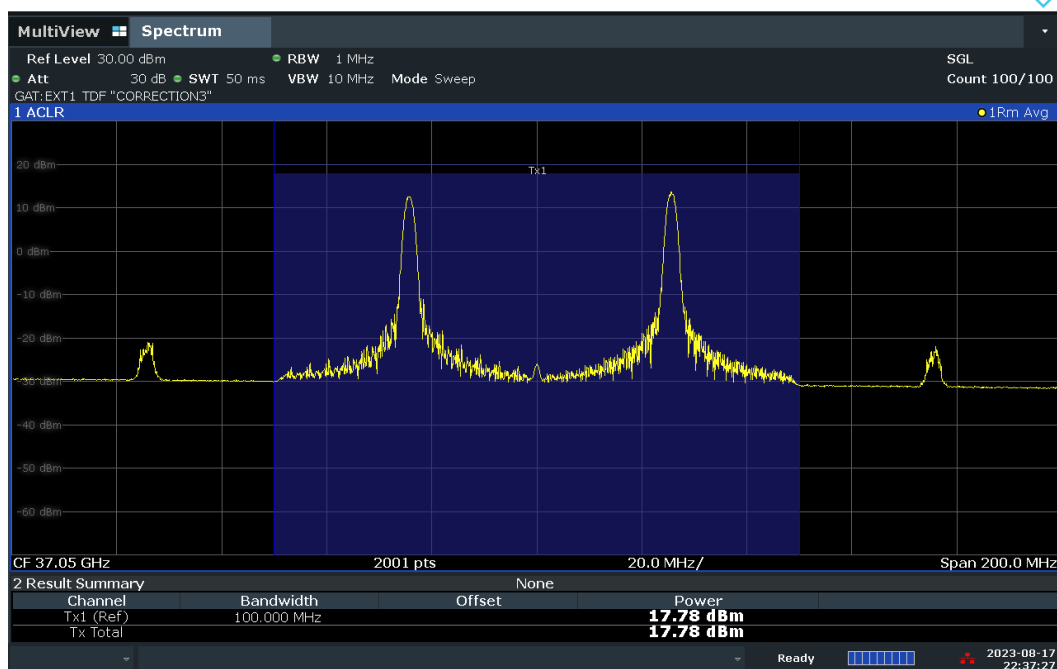 MultiView Spectrum
Ref Level 30.00 dBm RBW 1 MHz SGL
Att 30 dB SWT 50 ms VBW 10 MHz Mode Sweep Count 100/100
GAT:EXT1 TDF "CORRECTION3"
1 ACLR 1Rm Avg
20 dBm
Tx1
10 dBm
0 dBm
-10 dBm
-20 dBm
-30 dBm
-40 dBm
-50 dBm
-60 dBm
CF 37.05 GHz 2001 pts 20.0 MHz/ Span 200.0 MHz
2 Result Summary None
Channel Bandwidth Offset Power
Tx1 (Ref) 100.000 MHz 17.78 dBm
Tx Total 17.78 dBm
Ready 2023-08-17
22:37:27